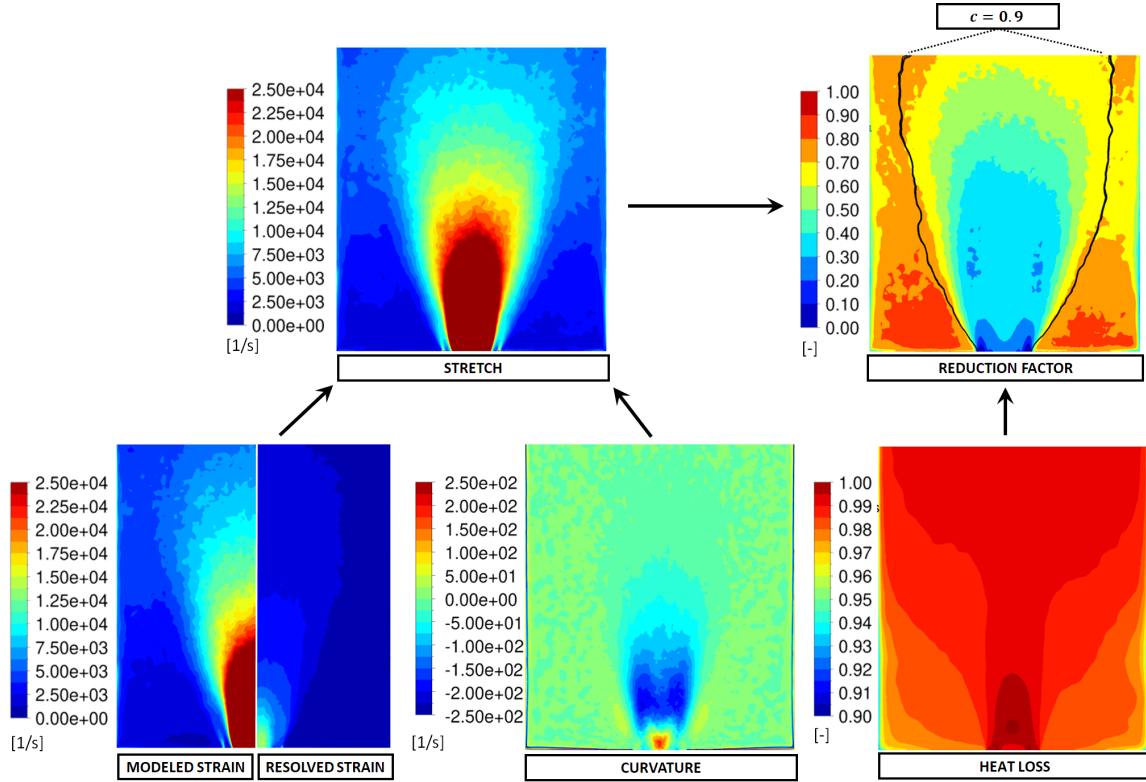 c = 0.9
2.50e+04
2.25e+04
2.00e+04
1.75e+04
1.50e+04
1.25e+04
1.00e+04
7.50e+03
5.00e+03
2.50e+03
0.00e+00
[1/s]
STRETCH
1.00
0.90
0.80
0.70
0.60
0.50
0.40
0.30
0.20
0.10
0.00
[-]
REDUCTION FACTOR
2.50e+04
2.25e+04
2.00e+04
1.75e+04
1.50e+04
1.25e+04
1.00e+04
7.50e+03
5.00e+03
2.50e+03
0.00e+00
[1/s]
MODELED STRAIN
RESOLVED STRAIN
2.50e+02
2.00e+02
1.50e+02
1.00e+02
5.00e+01
0.00e+00
-5.00e+01
-1.00e+02
-1.50e+02
-2.00e+02
-2.50e+02
[1/s]
CURVATURE
1.00
0.99
0.98
0.97
0.96
0.95
0.94
0.93
0.92
0.91
0.90
[-]
HEAT LOSS